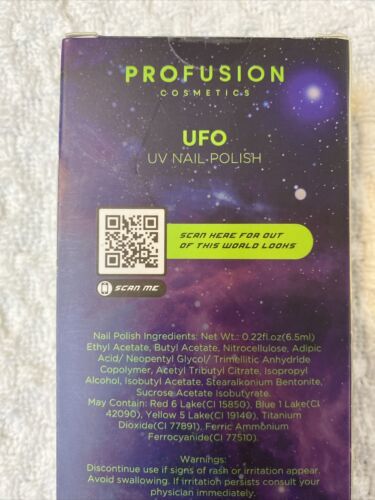 PROFUSION
COSMETICS
UFO
UV NAIL POLISH
SCAN HERE FOR OUT
OF THIS WORLD LOOKS
SCAN ME
Nail Polish Ingredients: Net Wt.: 0.22fl.oz(6.5ml)
Ethyl Acetate, Butyl Acetate, Nitrocellulose, Adipic
Acid/ Neopentyl Glycol/ Trimellitic Anhydride
Copolymer, Acetyl Tributyl Citrate, Isopropyl
Alcohol, Isobutyl Acetate, Stearalkonium Bentonite,
Sucrose Acetate Isobutyrate.
May Contain: Red 6 Lake(CI 15850), Blue 1 Lake(CI
42090), Yellow 5 Lake(CI 19140), Titanium
Dioxide(CI 77891), Ferric Ammonium
Ferrocyanide(CI 77510).
Warnings:
Discontinue use if signs of rash or irritation appear.
Avoid swallowing. If irritation persists consult your
physician immediately.